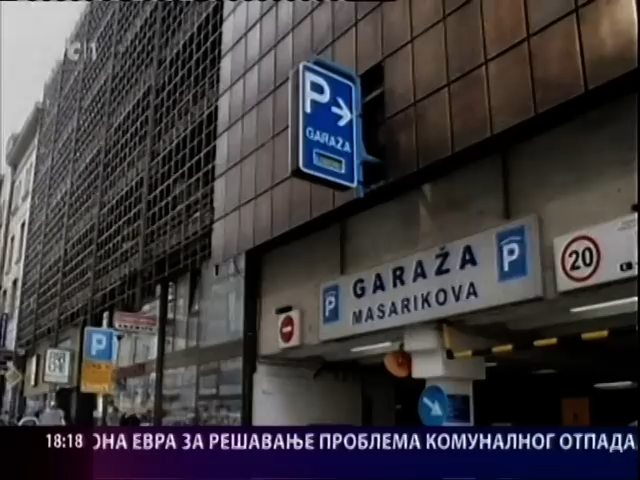 P
GARAŽA
P GARAŽA P
MASARIKOVA
20
P
18:18 ОНА ЕВРА ЗА РЕШАВАЊЕ ПРОБЛЕМА КОМУНАЛНОГ ОТПАДА